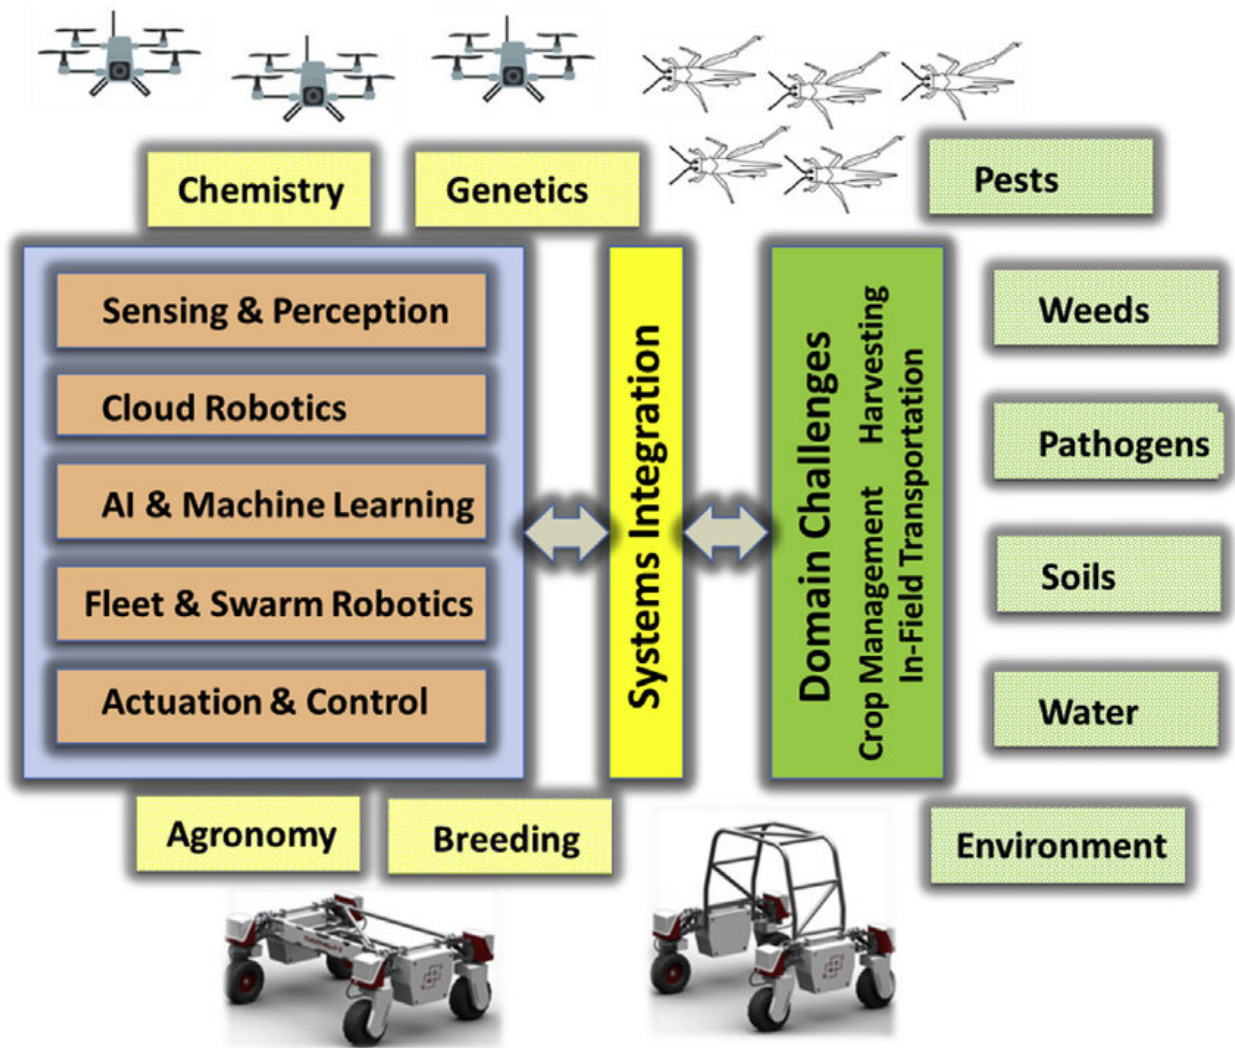 Chemistry
Genetics
Pests
Sensing & Perception
Cloud Robotics
AI & Machine Learning
Fleet & Swarm Robotics
Actuation & Control
Systems Integration
Domain Challenges
Crop Management Harvesting
In-Field Transportation
Weeds
Pathogens
Soils
Water
Agronomy
Breeding
Environment